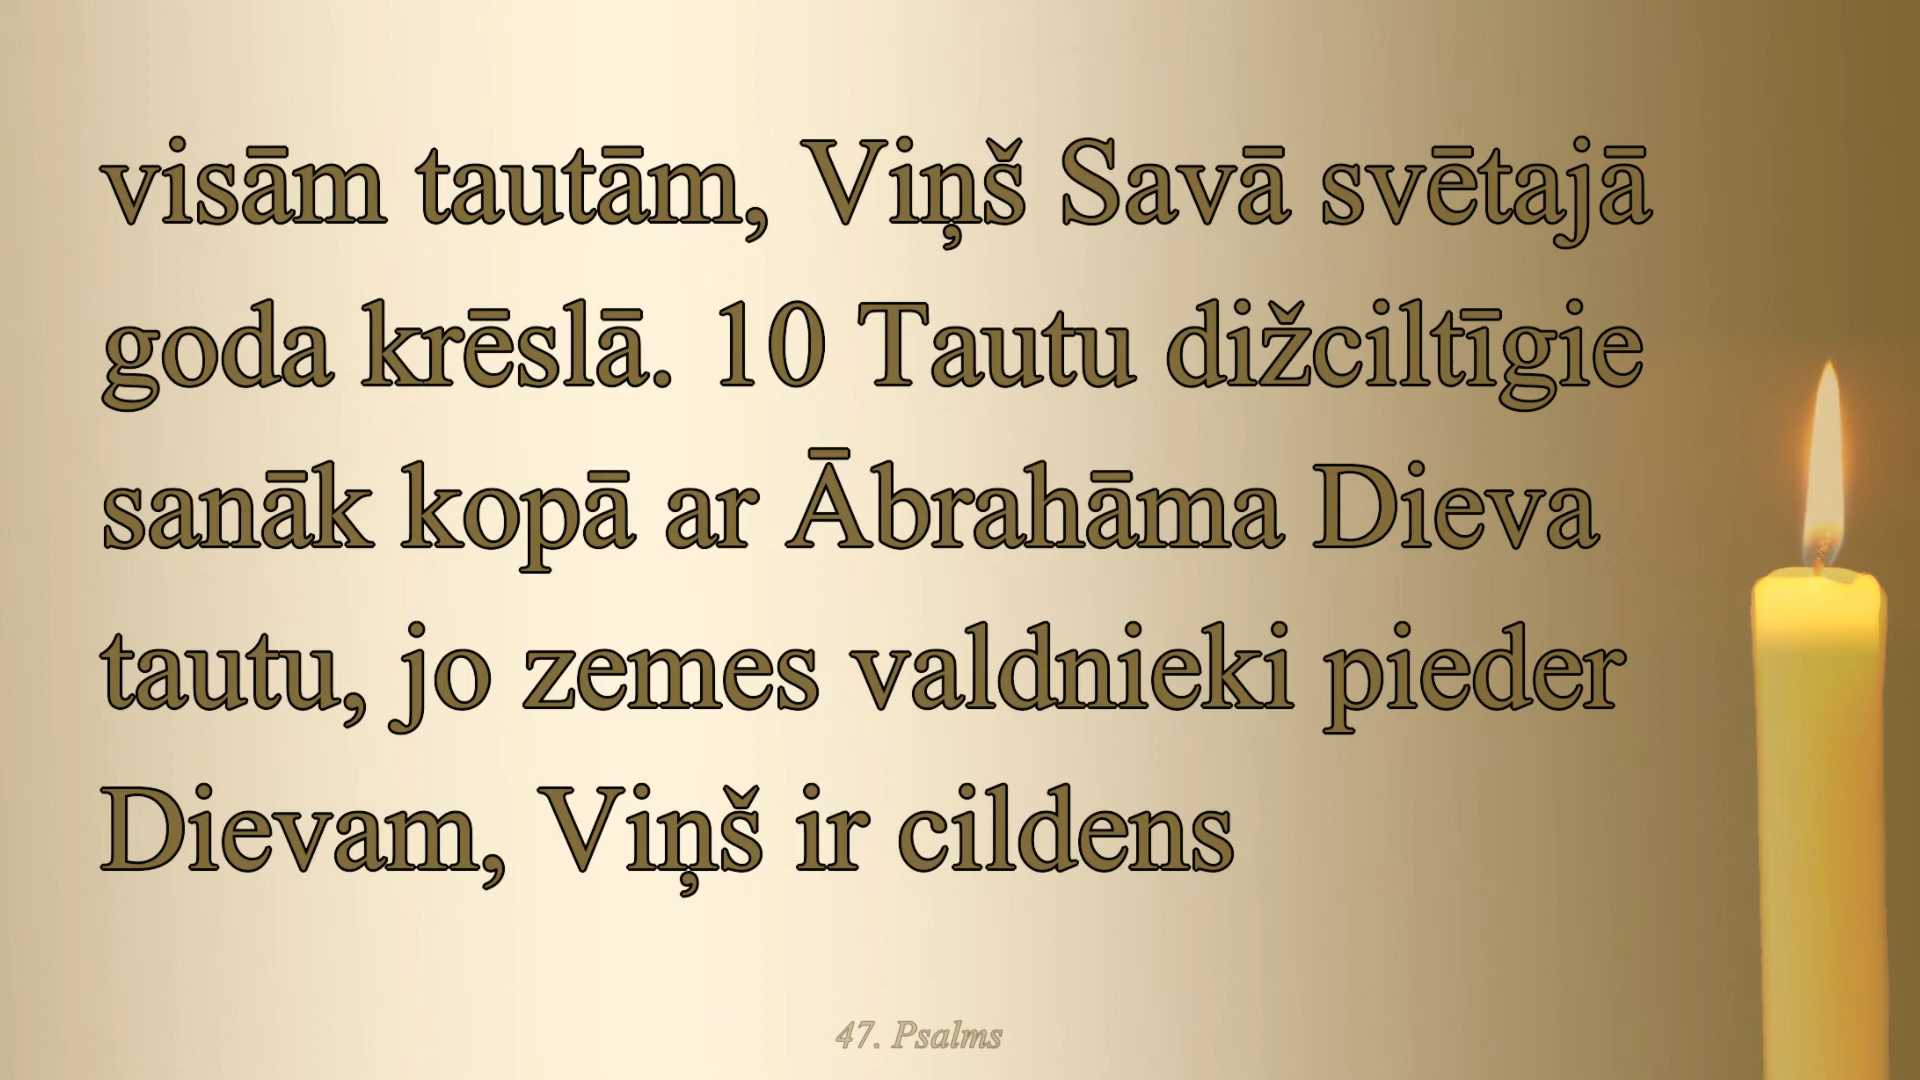 visām tautām, Viņš Savā svētajā
goda krēslā. 10 Tautu dižciltīgie
sanāk kopā ar Ābrahāma Dieva
tautu, jo zemes valdnieki pieder
Dievam, Viņš ir cildens
47. Psalms